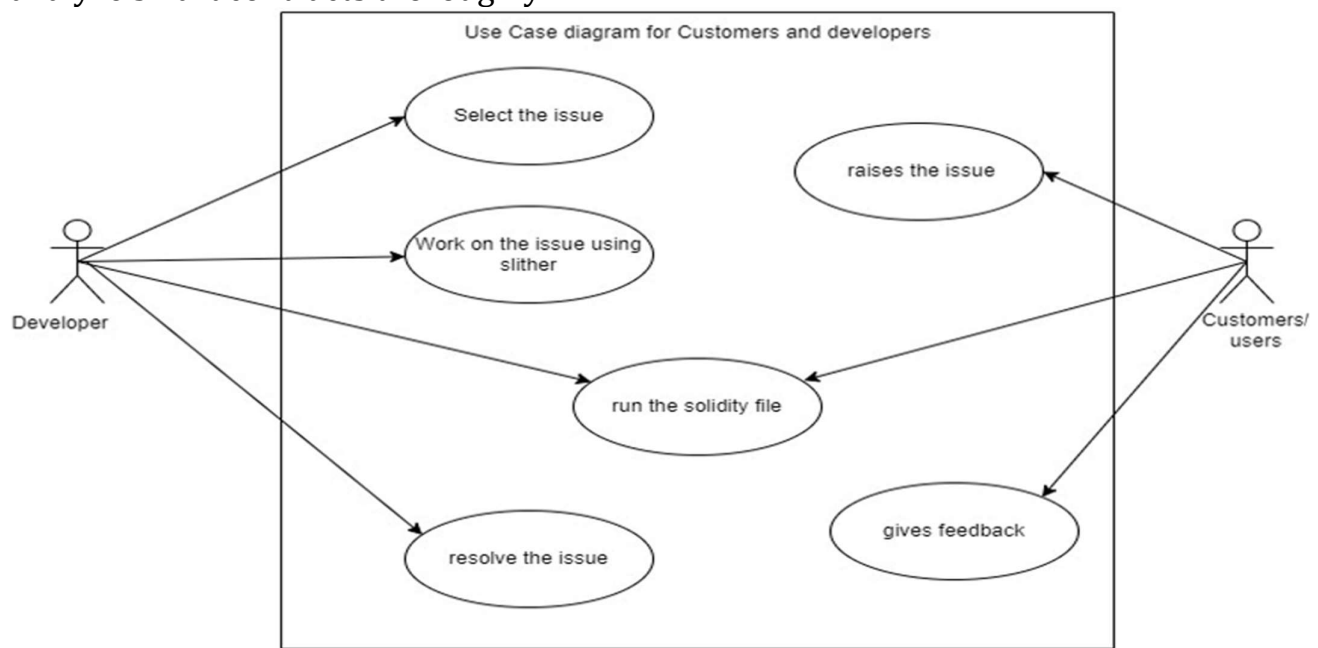 Use Case diagram for Customers and developers
Select the issue
raises the issue
Work on the issue using
slither
Developer
Customers/
users
run the solidity file
gives feedback
resolve the issue